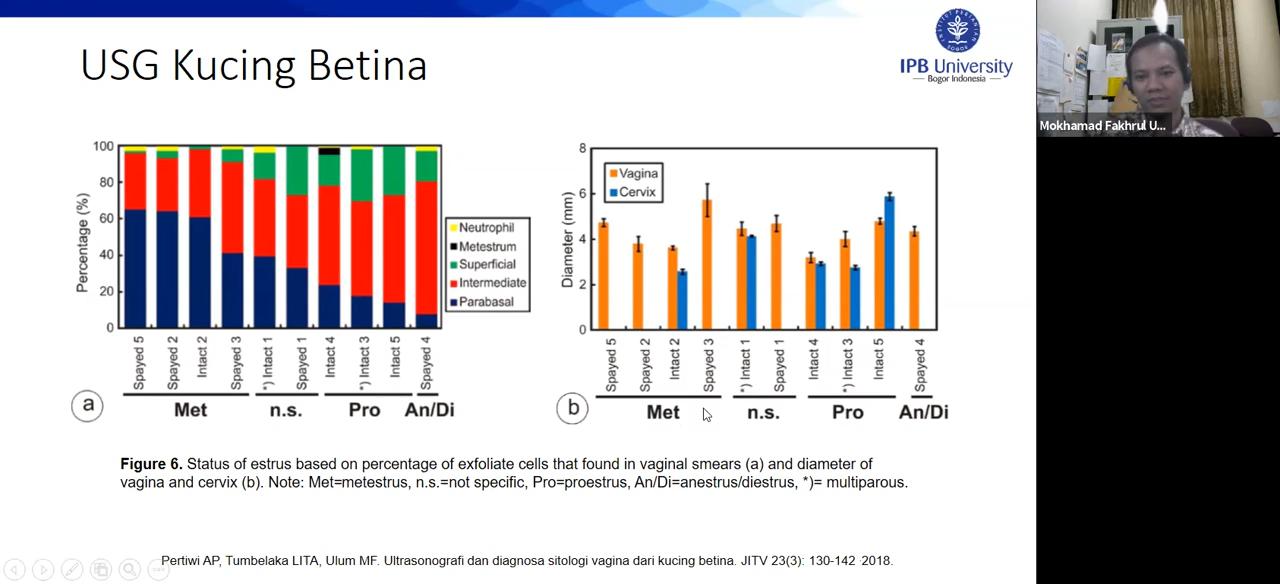 USG Kucing Betina
INSTITUT PERTANIAN
BOGOR
IPB University
Bogor Indonesia
Mokhamad Fakhrul U...
100
80
60
40
20
0
Percentage (%)
Neutrophil
Metestrum
Superficial
Intermediate
Parabasal
Spayed 5
Spayed 2
Intact 2
Spayed 3
*) Intact 1
Spayed 1
Intact 4
*) Intact 3
Intact 5
Spayed 4
Met
n.s.
Pro
An/Di
a
8
6
4
2
0
Diameter (mm)
Vagina
Cervix
Spayed 5
Spayed 2
Intact 2
Spayed 3
*) Intact 1
Spayed 1
Intact 4
*) Intact 3
Intact 5
Spayed 4
Met
n.s.
Pro
An/Di
b
Figure 6. Status of estrus based on percentage of exfoliate cells that found in vaginal smears (a) and diameter of
vagina and cervix (b). Note: Met=metestrus, n.s.=not specific, Pro=proestrus, An/Di=anestrus/diestrus, *)= multiparous.
Pertiwi AP, Tumbelaka LITA, Ulum MF. Ultrasonografi dan diagnosa sitologi vagina dari kucing betina. JITV 23(3): 130-142 2018.